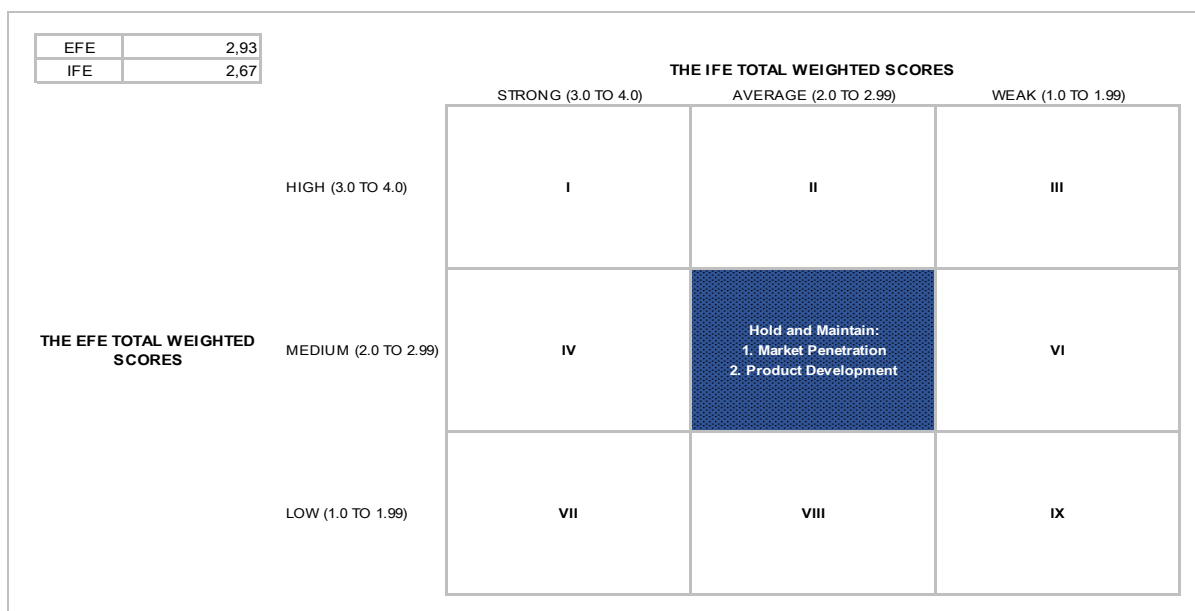 EFE 2,93
IFE 2,67
THE IFE TOTAL WEIGHTED SCORES
STRONG (3.0 TO 4.0) AVERAGE (2.0 TO 2.99) WEAK (1.0 TO 1.99)
HIGH (3.0 TO 4.0) I II III
THE EFE TOTAL WEIGHTED
SCORES
MEDIUM (2.0 TO 2.99) IV
Hold and Maintain:
1. Market Penetration
2. Product Development
VI
LOW (1.0 TO 1.99) VII VIII IX